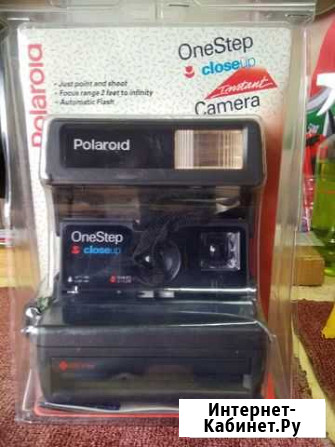 Polaroid
OneStep
closeup
Instant
Camera
- Just point and shoot
- Focus range 2 feet to infinity
- Automatic Flash
Polaroid
OneStep
closeup
Интернет-
Кабинет.Ру